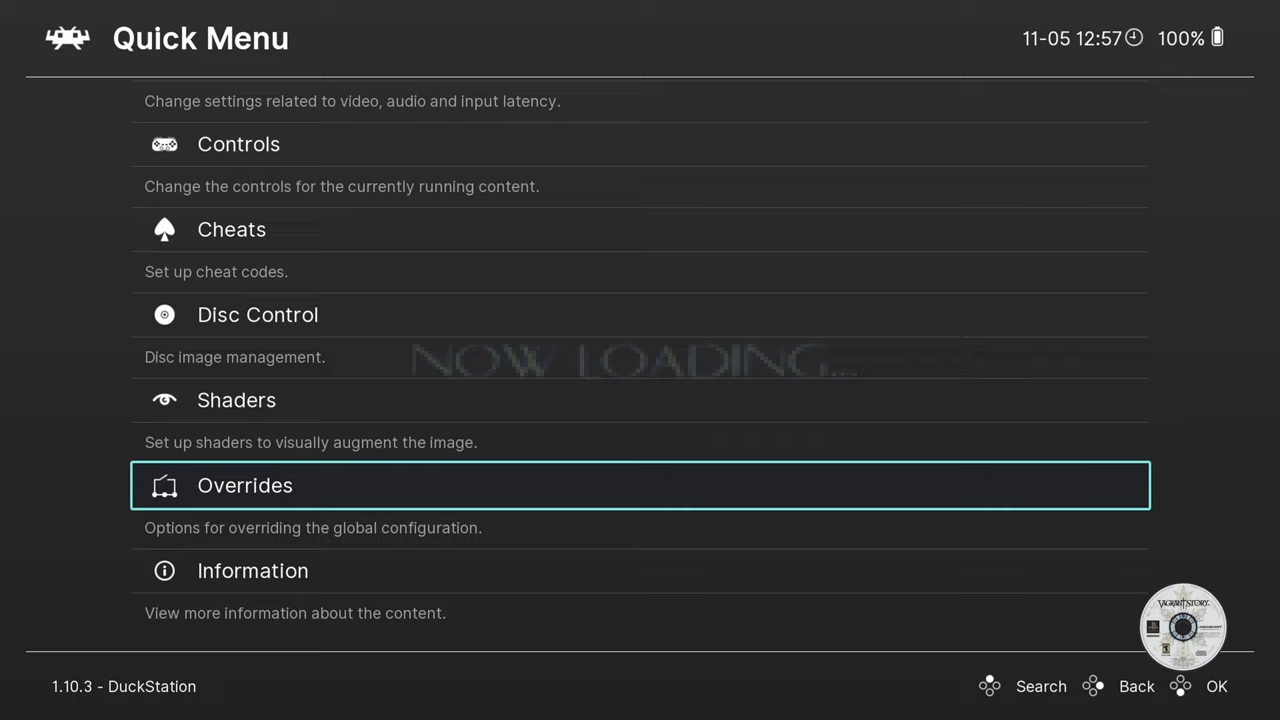 Quick Menu
11-05 12:57 100%
Change settings related to video, audio and input latency.
Controls
Change the controls for the currently running content.
Cheats
Set up cheat codes.
Disc Control
NOW LOADING...
Disc image management.
Shaders
Set up shaders to visually augment the image.
Overrides
Options for overriding the global configuration.
Information
View more information about the content.
VAGRANT STORY
1.10.3 - DuckStation
Search Back OK